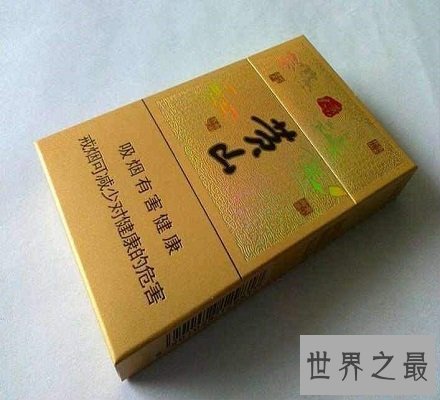 黄山
吸烟有害健康
戒烟可减少对健康的危害
世界之最